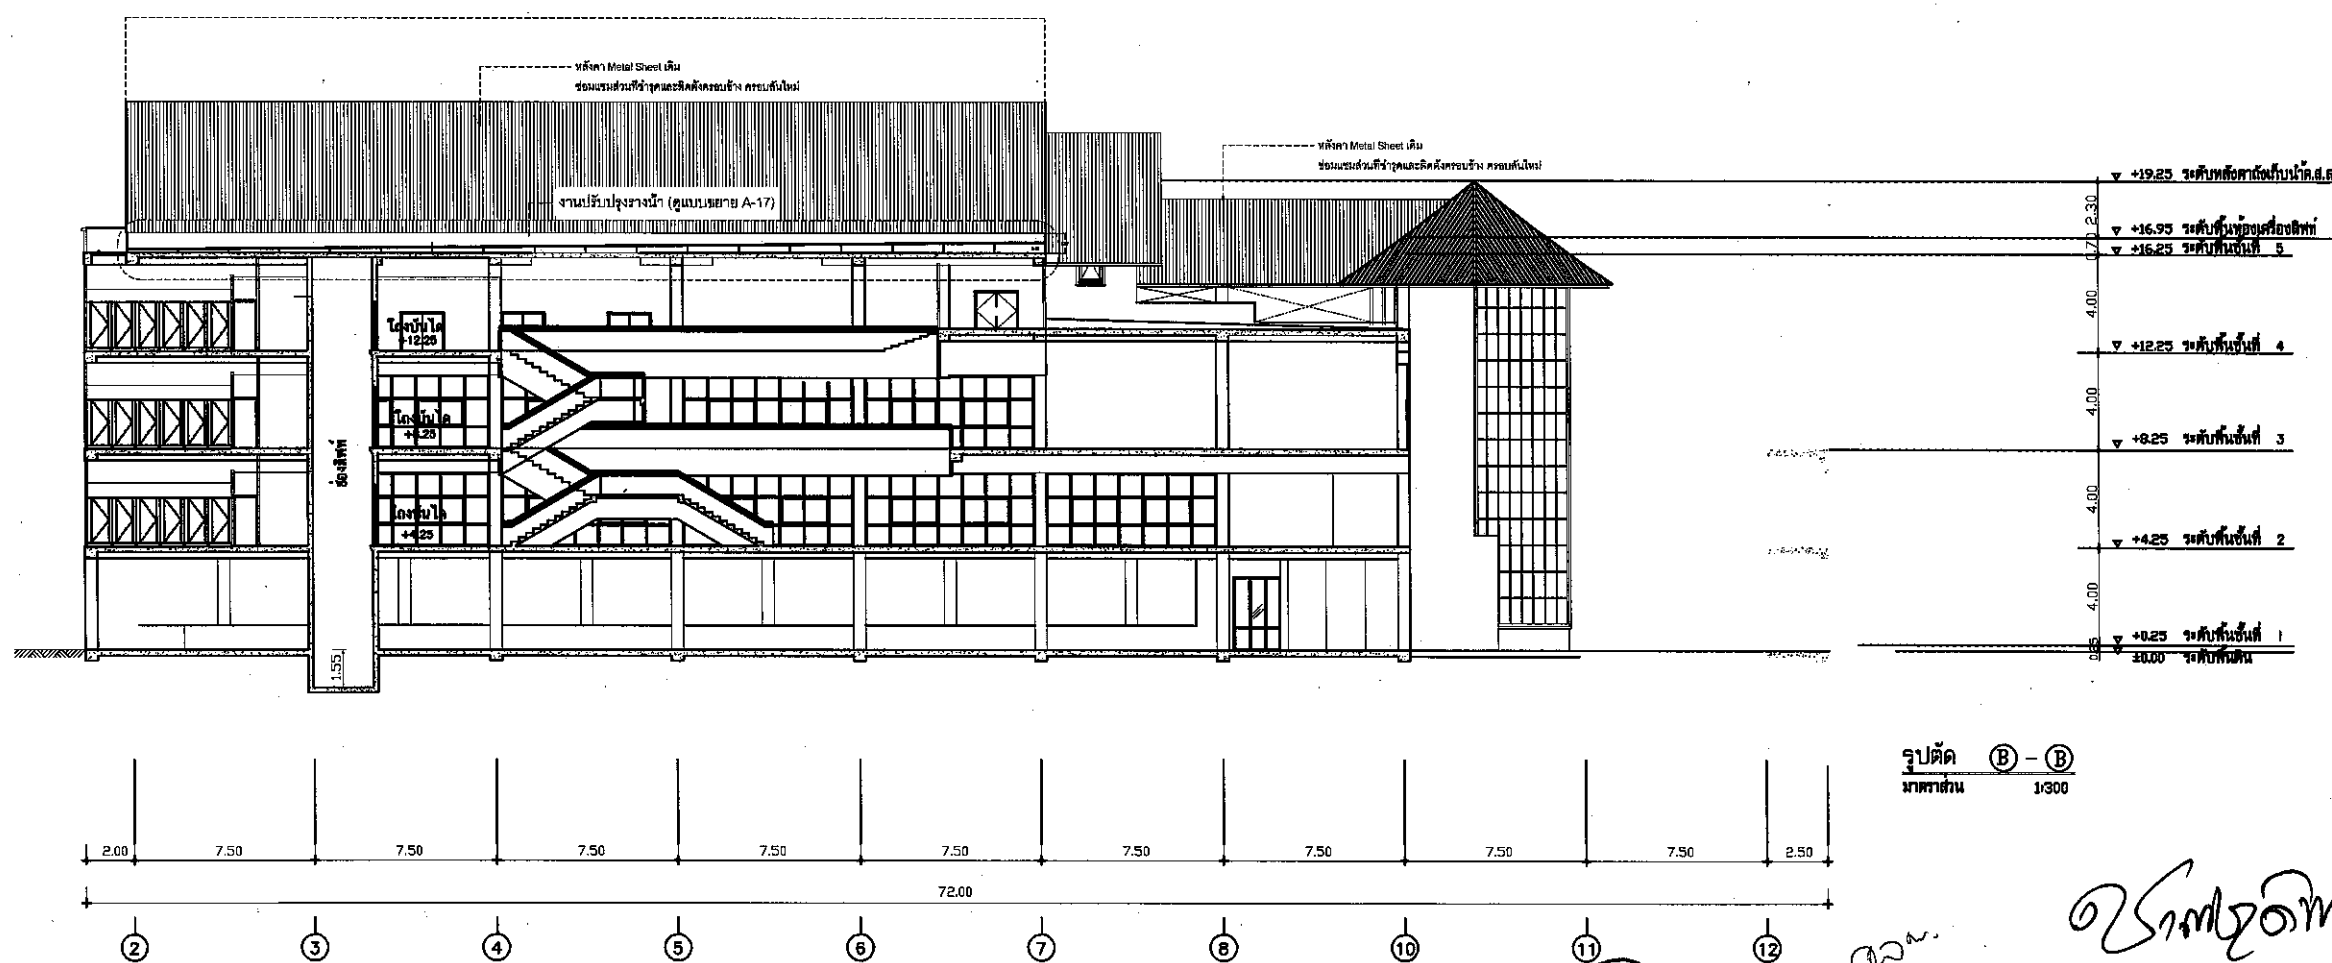 หลังคา Metal Sheet เดิม
ซ่อมแซมส่วนที่ชำรุดและติดตั้งครอบข้าง ครอบสันใหม่
หลังคา Metal Sheet เดิม
ซ่อมแซมส่วนที่ชำรุดและติดตั้งครอบข้าง ครอบสันใหม่
งานปรับปรุงรางน้ำ (ดูแบบขยาย A-17)
+19.25 ระดับหลังคาถังเก็บน้ำค.ส.ล
2.30
+16.95 ระดับพื้นห้องเครื่องลิฟท์
0.70
+16.25 ระดับพื้นชั้นที่ 5
4.00
โถงบันได
+12.25
+12.25 ระดับพื้นชั้นที่ 4
4.00
โถงบันได
+8.25
+8.25 ระดับพื้นชั้นที่ 3
ช่องลิฟท์
4.00
โถงบันได
+4.25
+4.25 ระดับพื้นชั้นที่ 2
4.00
+0.25 ระดับพื้นชั้นที่ 1
±0.00 ระดับพื้นดิน
1.55
รูปตัด B - B
มาตราส่วน 1:300
2.00 7.50 7.50 7.50 7.50 7.50 7.50 7.50 7.50 7.50 2.50
72.00
2 3 4 5 6 7 8 10 11 12